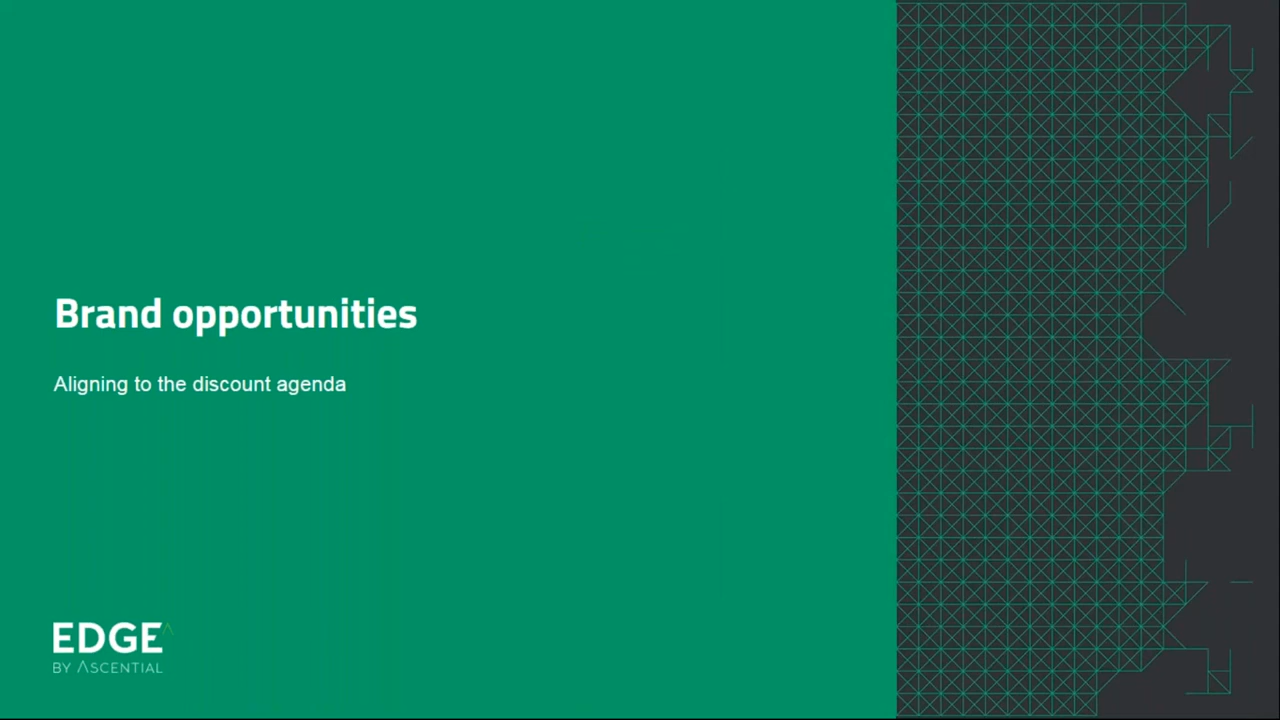 Brand opportunities
Aligning to the discount agenda
EDGE
BY ASCENTIAL